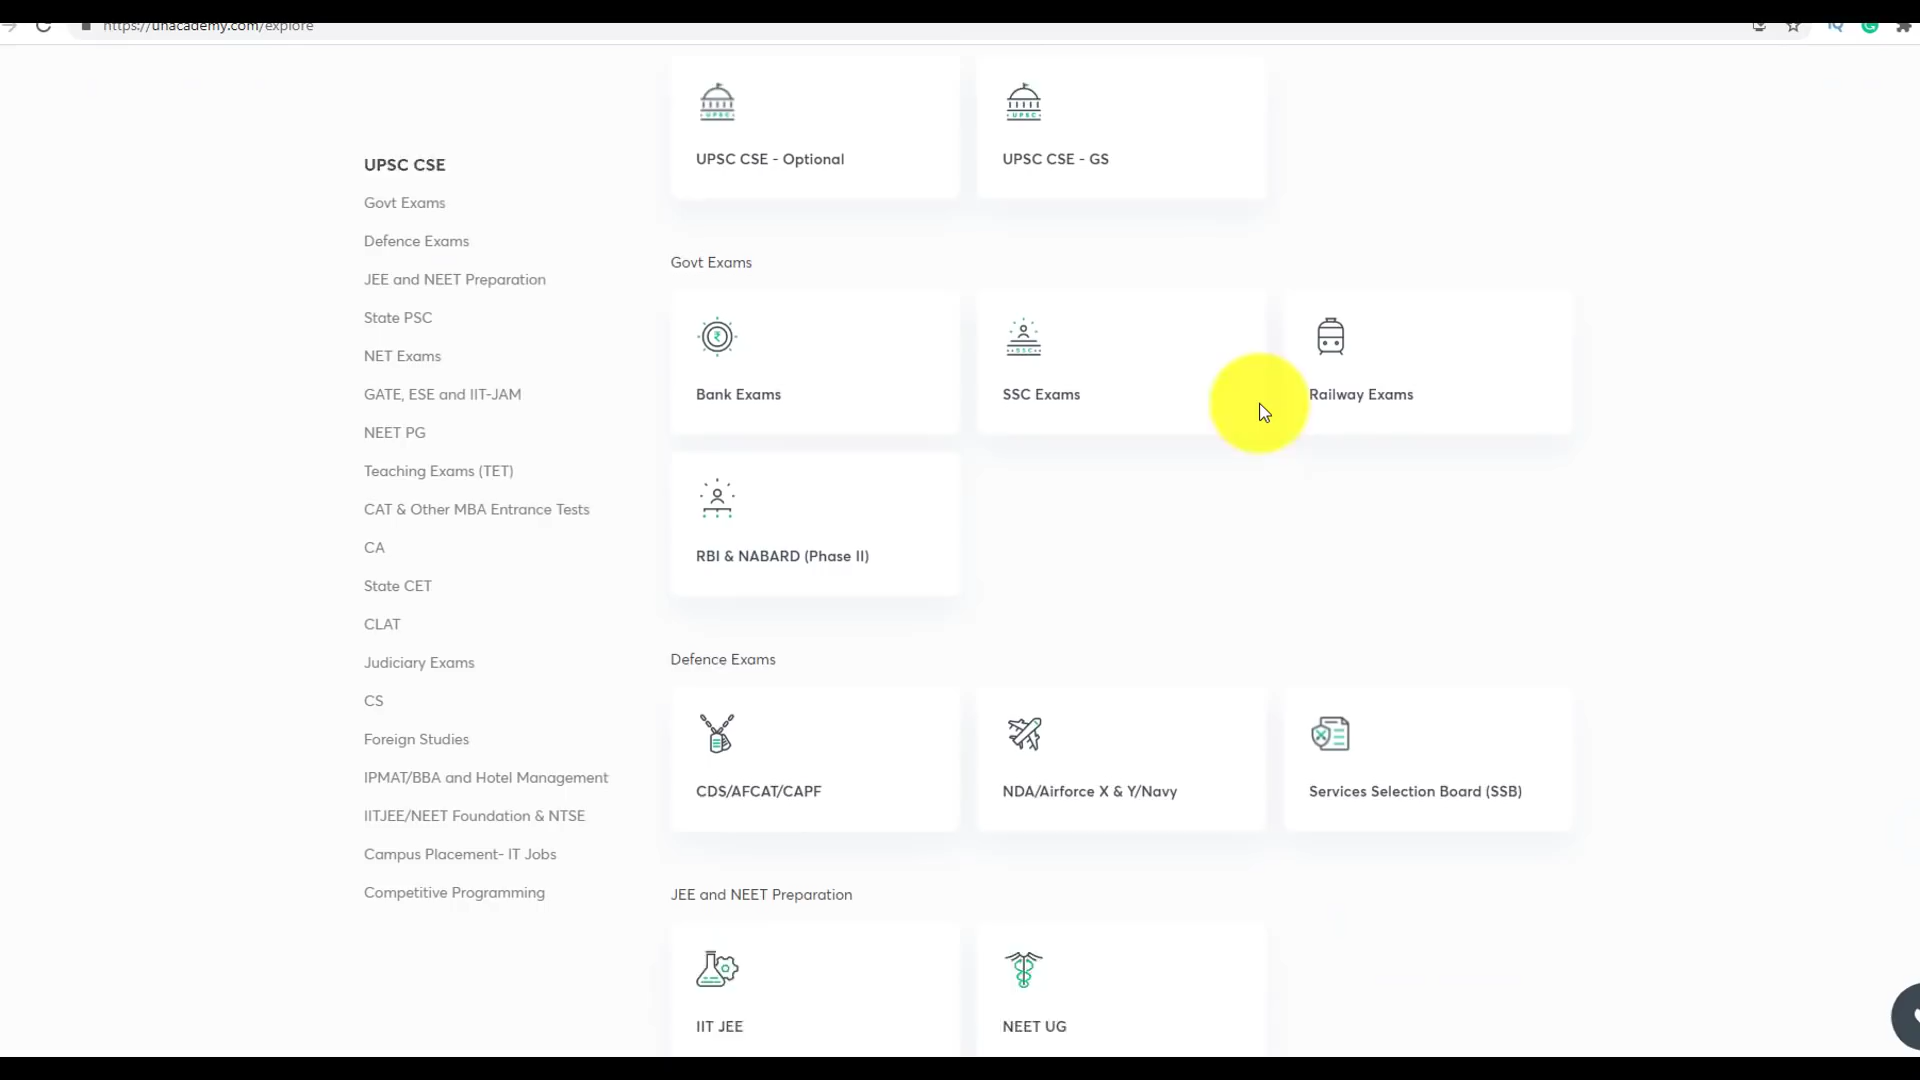 https://unacademy.com/explore
UPSC CSE
Govt Exams
Defence Exams
JEE and NEET Preparation
State PSC
NET Exams
GATE, ESE and IIT-JAM
NEET PG
Teaching Exams (TET)
CAT & Other MBA Entrance Tests
CA
State CET
CLAT
Judiciary Exams
CS
Foreign Studies
IPMAT/BBA and Hotel Management
IITJEE/NEET Foundation & NTSE
Campus Placement- IT Jobs
Competitive Programming
UPSC
UPSC
UPSC CSE - Optional
UPSC CSE - GS
Govt Exams
SSC
Bank Exams
SSC Exams
Railway Exams
RBI & NABARD (Phase II)
Defence Exams
CDS/AFCAT/CAPF
NDA/Airforce X & Y/Navy
Services Selection Board (SSB)
JEE and NEET Preparation
IIT JEE
NEET UG